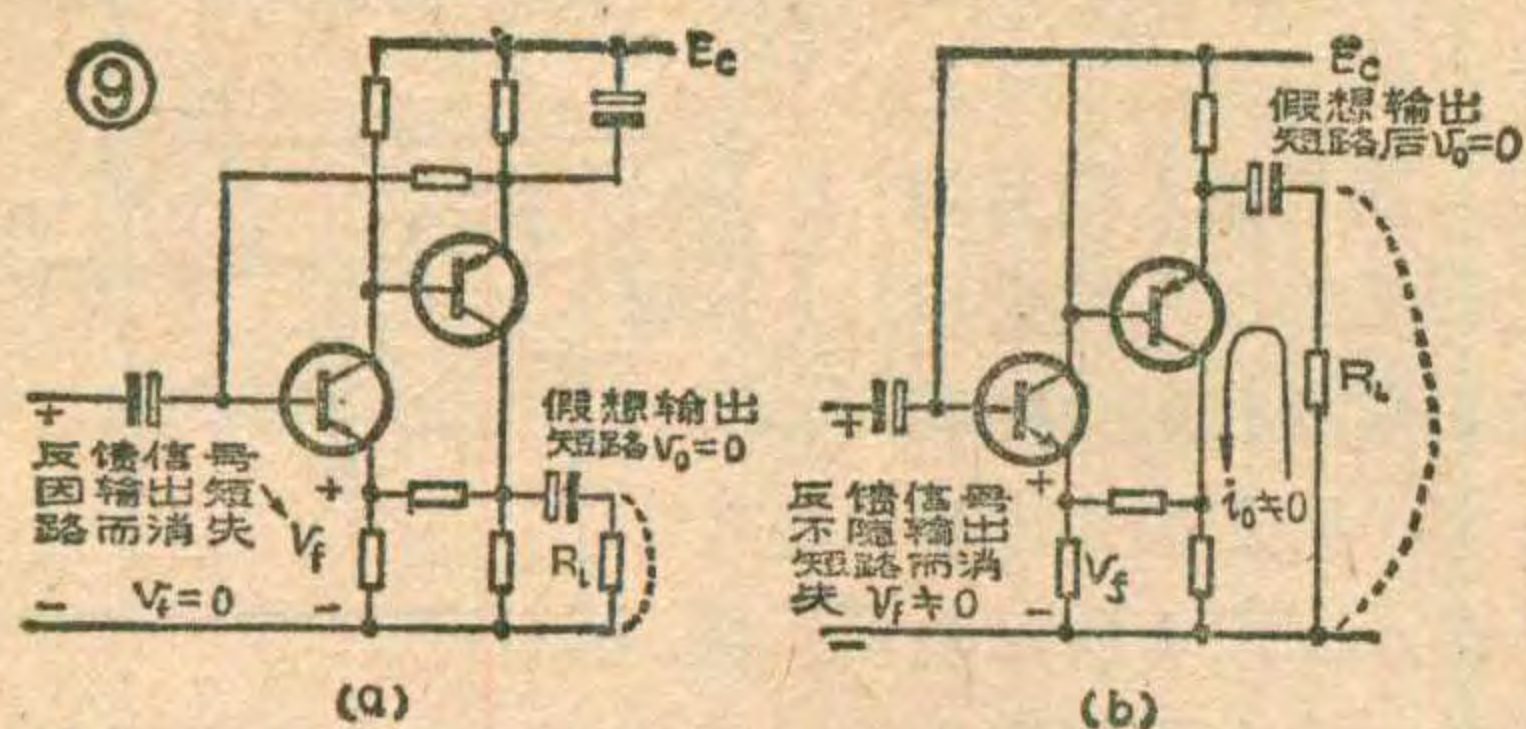 ⑨
Ec
假想输出
短路V₀=0
反馈信号
因输出短
路而消失
Vf
+
+
RL
Vf=0
−
−
(a)
Ec
假想输出
短路后V₀=0
+
+
RL
反馈信号
不随输出
短路而消
失 Vf≠0
Vf
i₀≠0
−
−
(b)